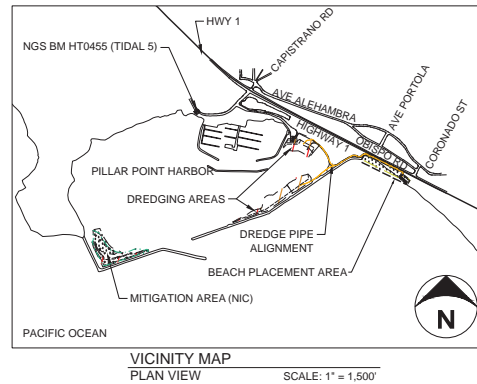 HWY 1
CAPISTRANO RD
NGS BM HT0455 (TIDAL 5)
AVE ALEHAMBRA
AVE PORTOLA
HIGHWAY 1
OBISPO RD
CORONADO ST
PILLAR POINT HARBOR
DREDGING AREAS
DREDGE PIPE
ALIGNMENT
BEACH PLACEMENT AREA
MITIGATION AREA (NIC)
PACIFIC OCEAN
N
VICINITY MAP
PLAN VIEW
SCALE: 1" = 1,500'